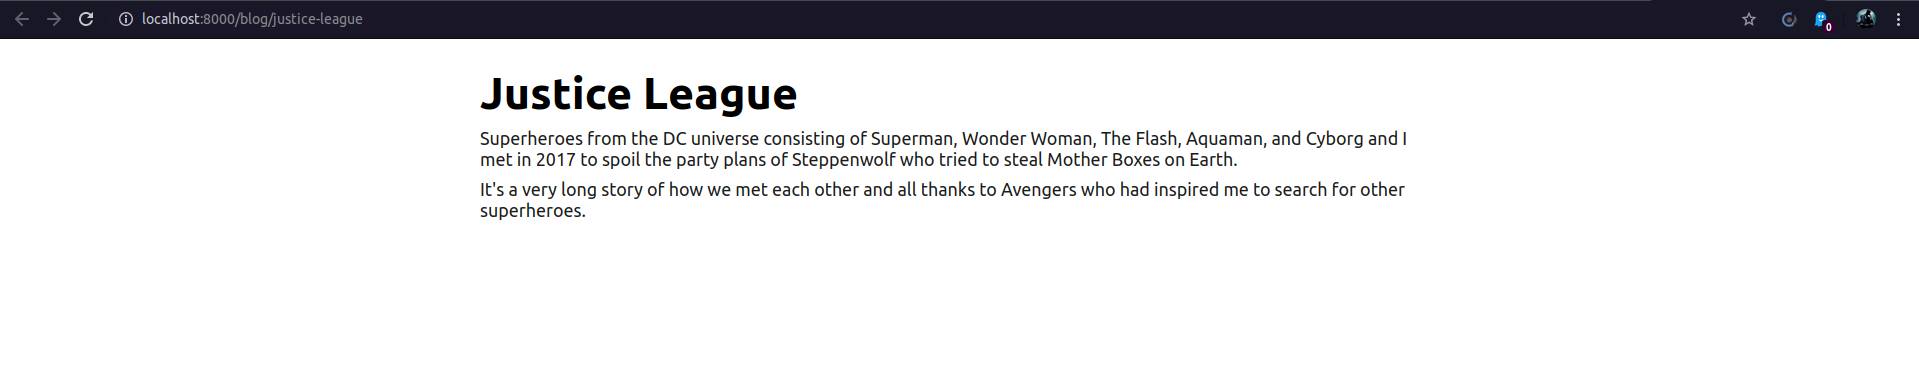 localhost:8000/blog/justice-league
0
Justice League
Superheroes from the DC universe consisting of Superman, Wonder Woman, The Flash, Aquaman, and Cyborg and I
met in 2017 to spoil the party plans of Steppenwolf who tried to steal Mother Boxes on Earth.
It's a very long story of how we met each other and all thanks to Avengers who had inspired me to search for other
superheroes.